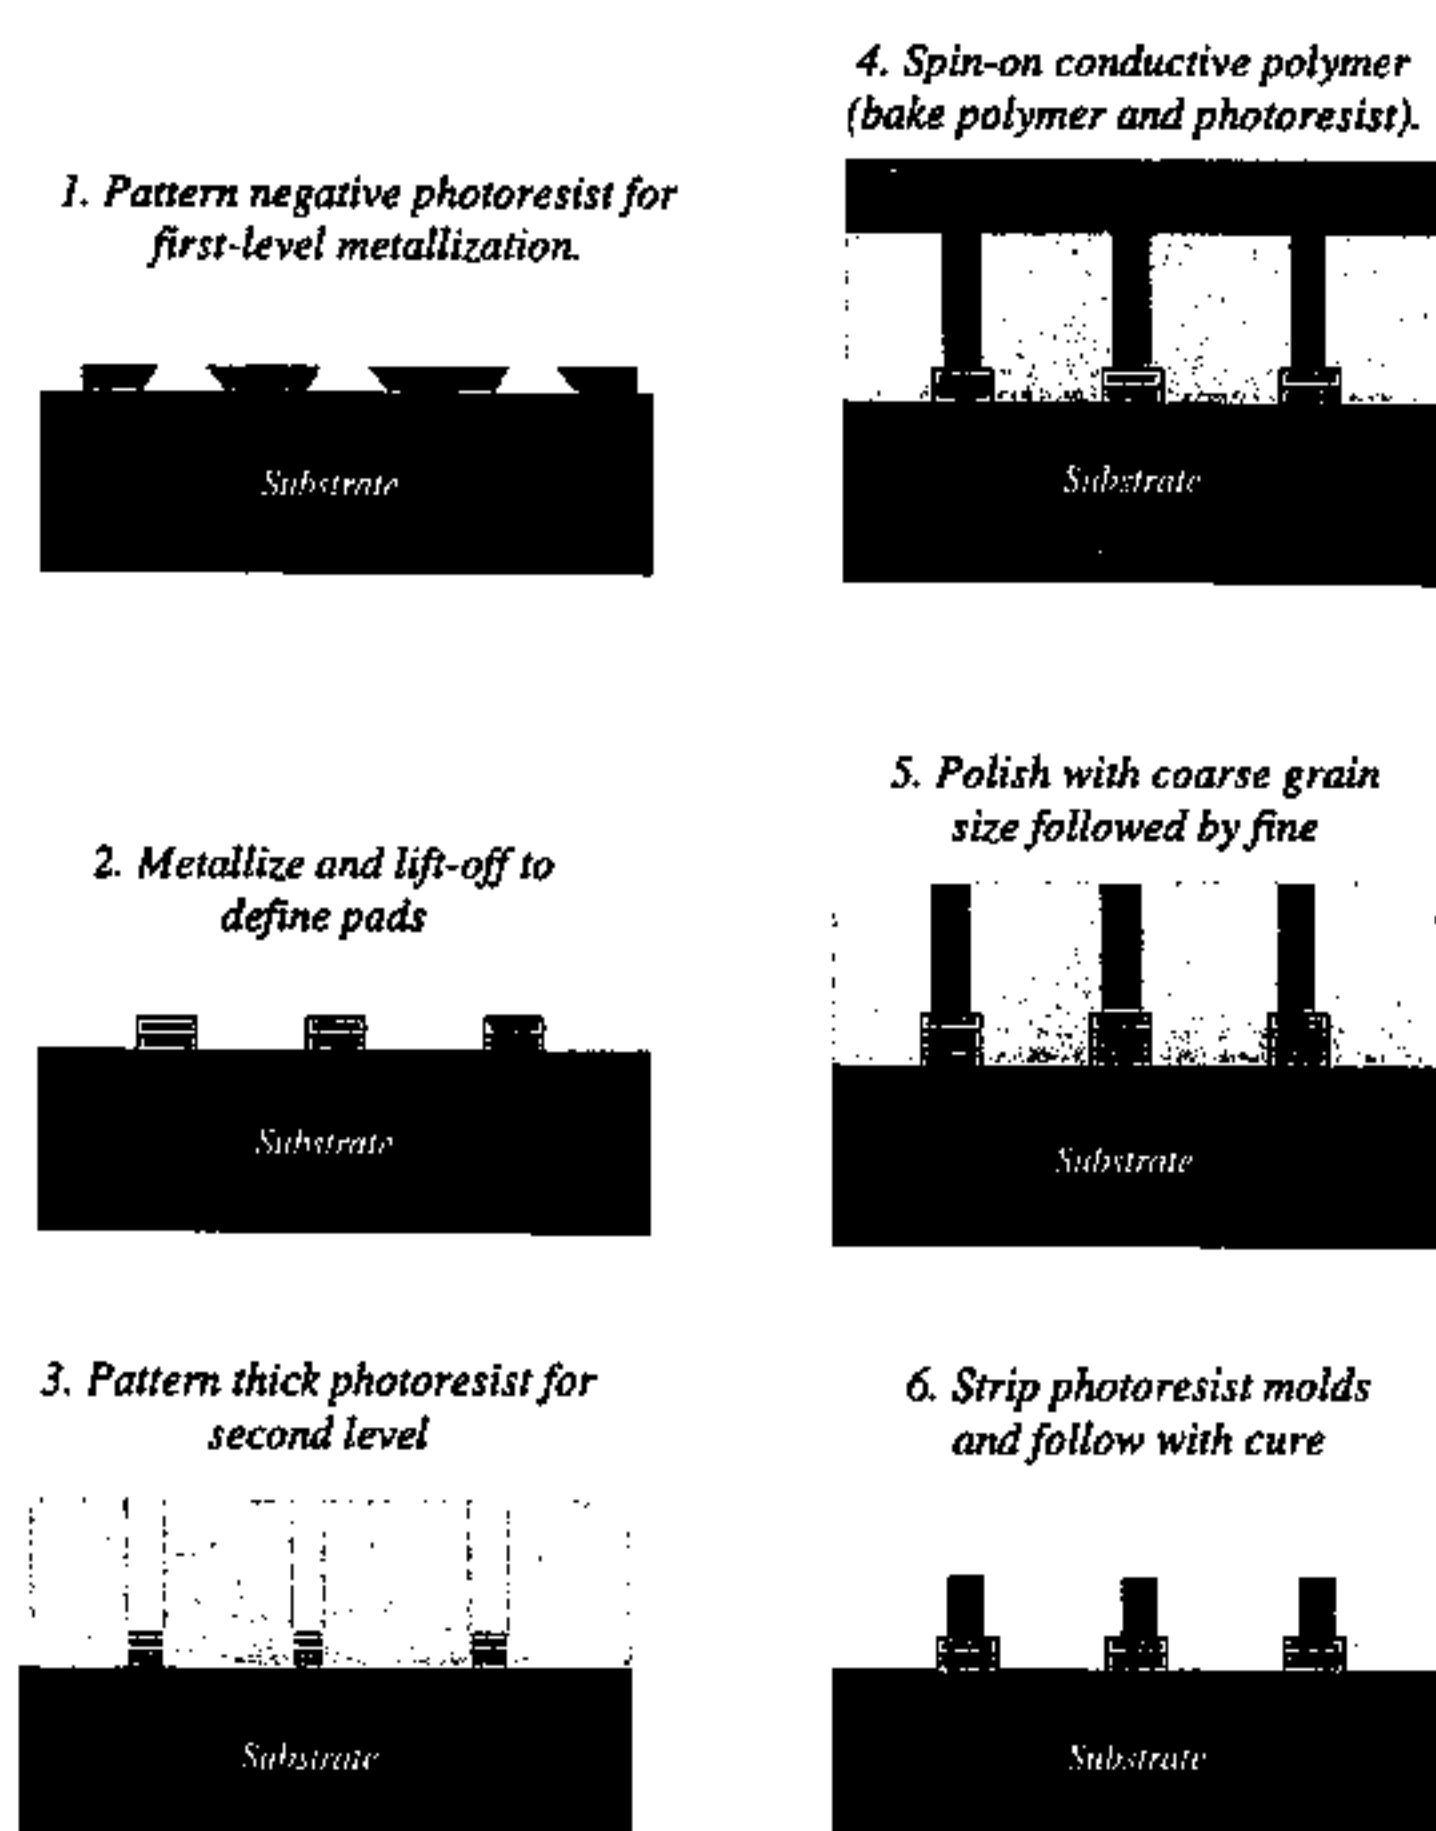 1. Pattern negative photoresist for
first-level metallization.
Substrate
2. Metallize and lift-off to
define pads
Substrate
3. Pattern thick photoresist for
second level
Substrate
4. Spin-on conductive polymer
(bake polymer and photoresist).
Substrate
5. Polish with coarse grain
size followed by fine
Substrate
6. Strip photoresist molds
and follow with cure
Substrate